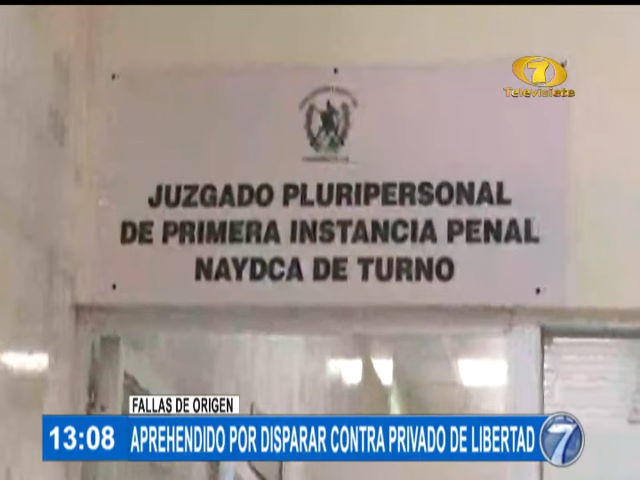 7
Televisiete
JUZGADO PLURIPERSONAL
DE PRIMERA INSTANCIA PENAL
NAYDCA DE TURNO
FALLAS DE ORIGEN
13:08 APREHENDIDO POR DISPARAR CONTRA PRIVADO DE LIBERTAD 7